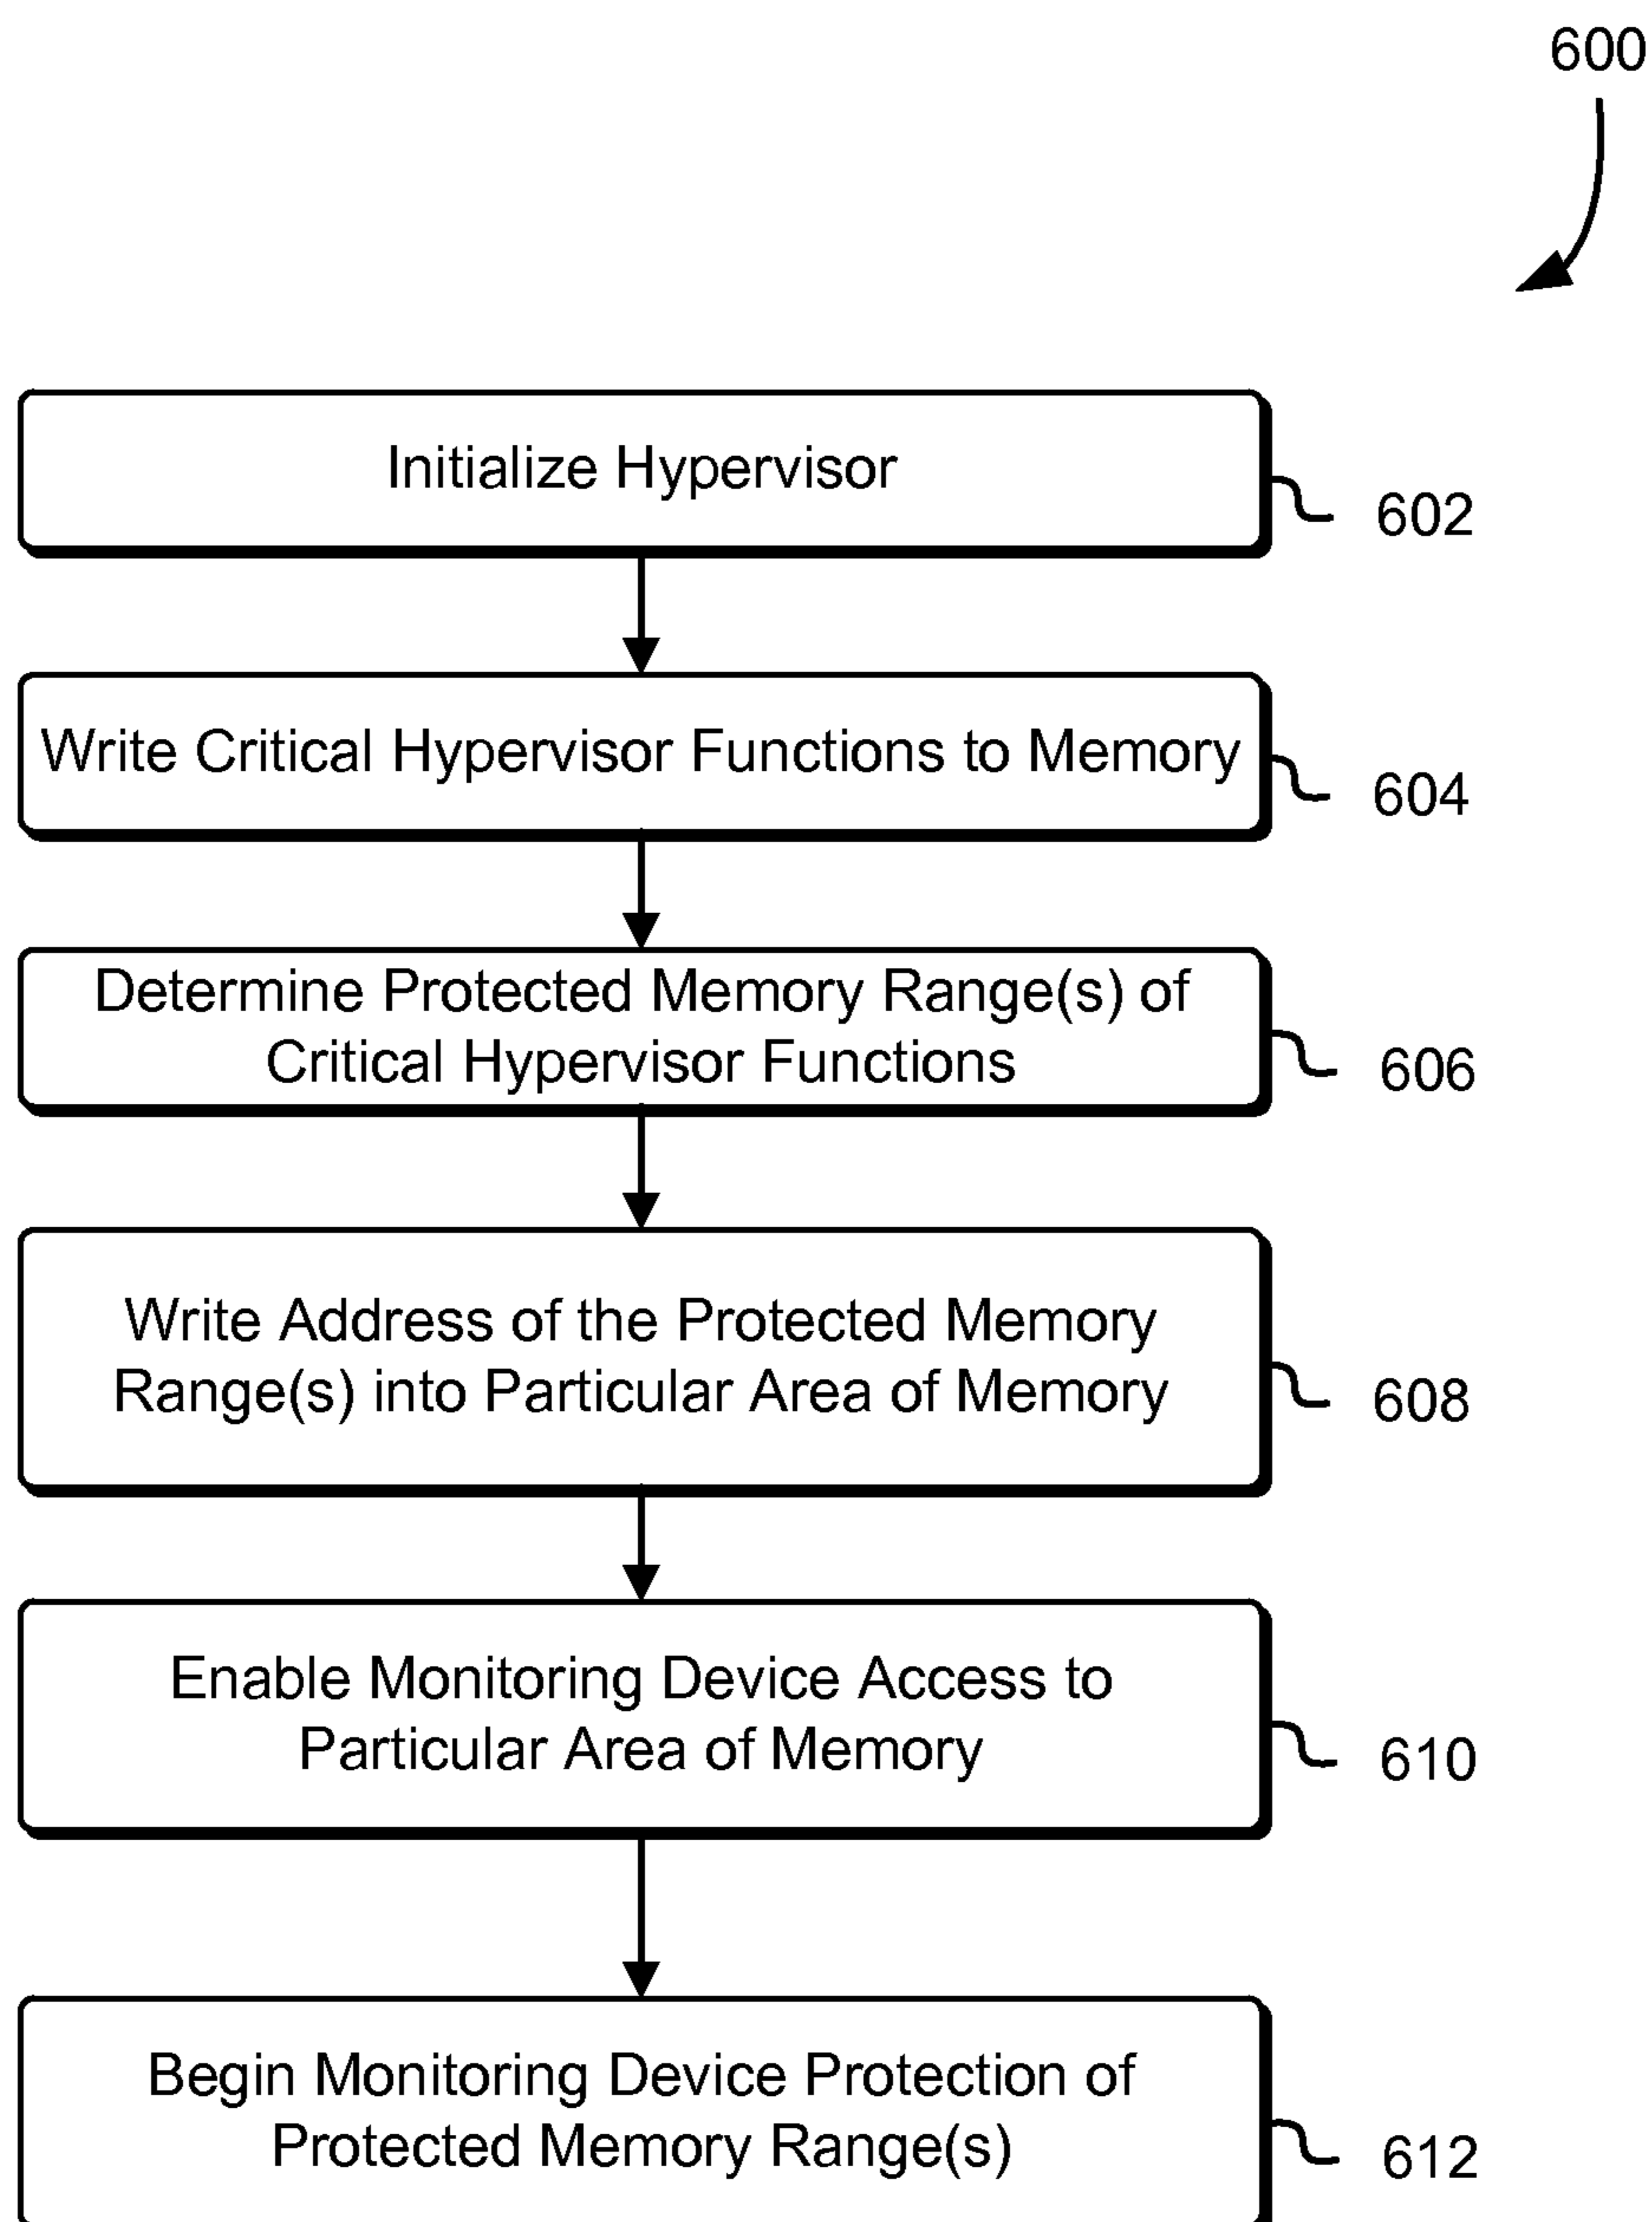 600
Initialize Hypervisor
602
Write Critical Hypervisor Functions to Memory
604
Determine Protected Memory Range(s) of
Critical Hypervisor Functions
606
Write Address of the Protected Memory
Range(s) into Particular Area of Memory
608
Enable Monitoring Device Access to
Particular Area of Memory
610
Begin Monitoring Device Protection of
Protected Memory Range(s)
612